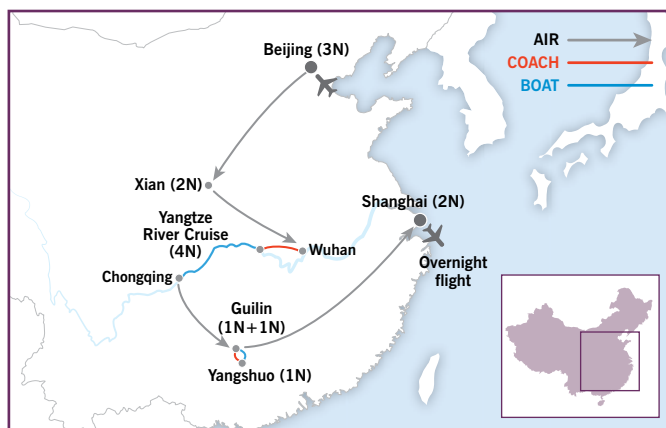 Beijing (3N)
AIR
COACH
BOAT
Xian (2N)
Shanghai (2N)
Yangtze
River Cruise
(4N)
Wuhan
Overnight
flight
Chongqing
Guilin
(1N+1N)
Yangshuo (1N)